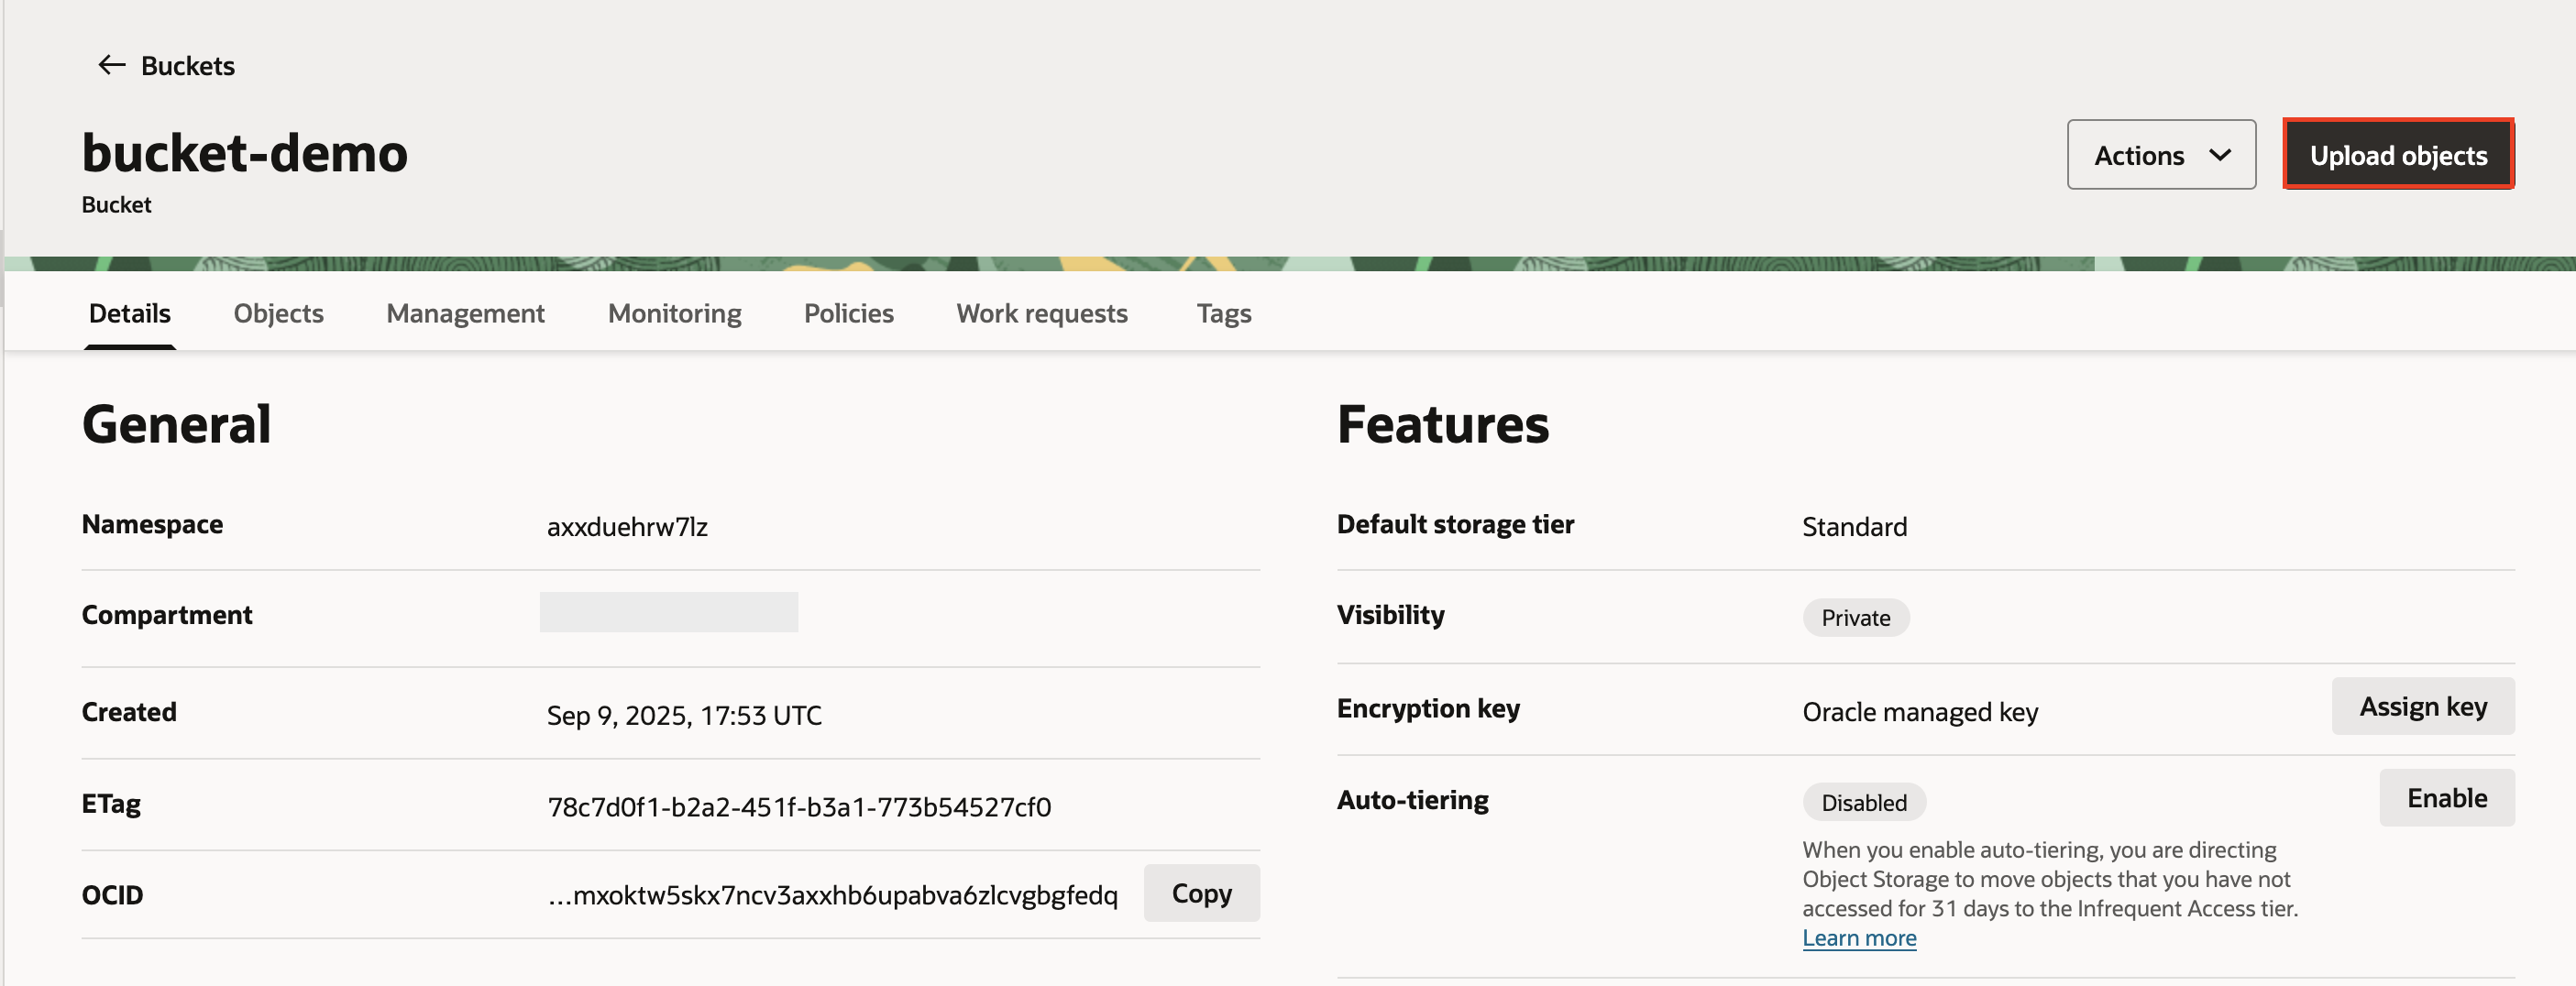 Buckets
bucket-demo
Bucket
Actions
Upload objects
Details Objects Management Monitoring Policies Work requests Tags
General
Namespace axxduehrw7lz
Compartment
Created Sep 9, 2025, 17:53 UTC
ETag 78c7d0f1-b2a2-451f-b3a1-773b54527cf0
OCID ...mxoktw5skx7ncv3axxhb6upabva6zlcvgbgfedq Copy
Features
Default storage tier Standard
Visibility Private
Encryption key Oracle managed key Assign key
Auto-tiering Disabled Enable
When you enable auto-tiering, you are directing
Object Storage to move objects that you have not
accessed for 31 days to the Infrequent Access tier.
Learn more